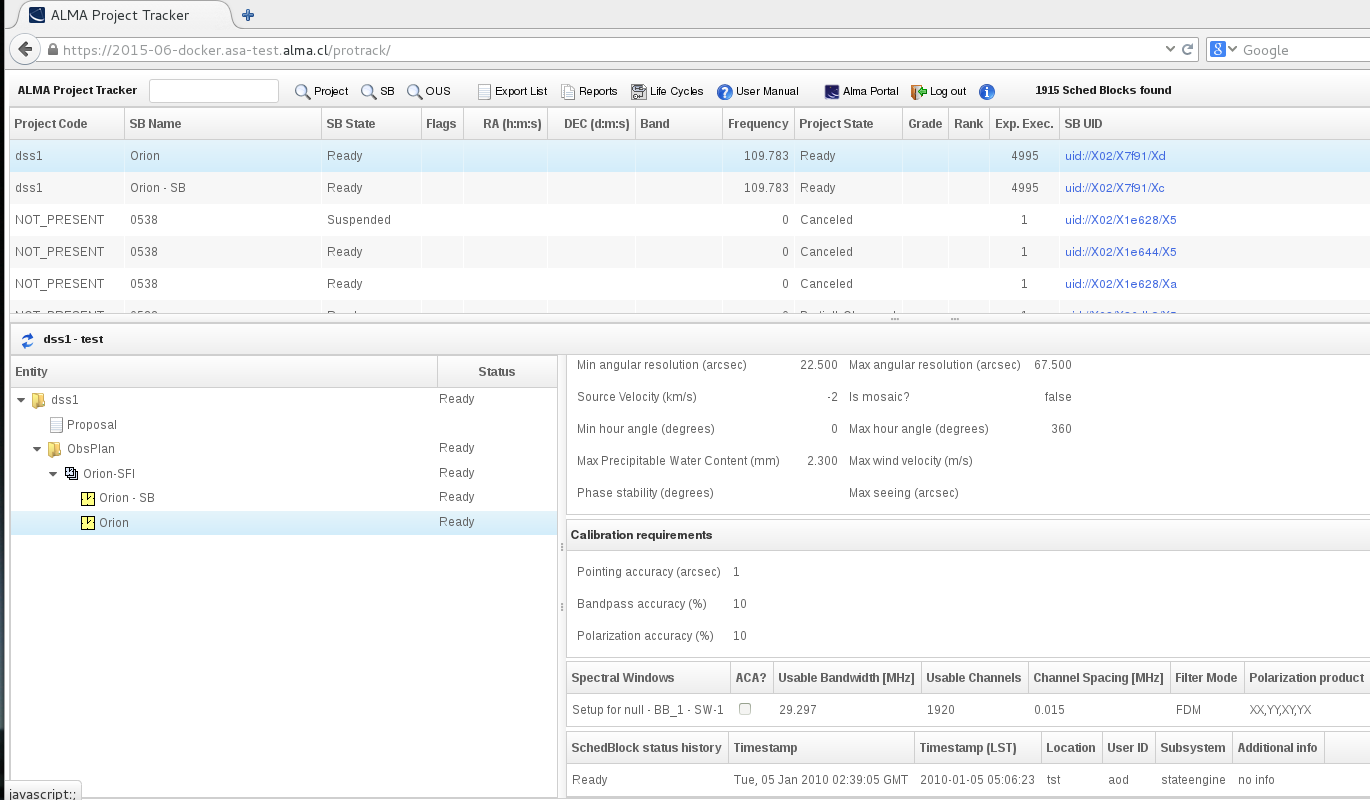 ALMA Project Tracker
https://2015-06-docker.asa-test.alma.cl/protrack/ Google
ALMA Project Tracker Project SB OUS Export List Reports Life Cycles User Manual Alma Portal Log out 1915 Sched Blocks found
Project Code SB Name SB State Flags RA (h:m:s) DEC (d:m:s) Band Frequency Project State Grade Rank Exp. Exec. SB UID
dss1 Orion Ready 109.783 Ready 4995 uid://X02/X7f91/Xd
dss1 Orion - SB Ready 109.783 Ready 4995 uid://X02/X7f91/Xc
NOT_PRESENT 0538 Suspended 0 Canceled 1 uid://X02/X1e628/X5
NOT_PRESENT 0538 Ready 0 Canceled 1 uid://X02/X1e644/X5
NOT_PRESENT 0538 Ready 0 Canceled 1 uid://X02/X1e628/Xa
dss1 - test
Entity Status
dss1 Ready
Proposal
ObsPlan Ready
Orion-SFI Ready
Orion - SB Ready
Orion Ready
Min angular resolution (arcsec) 22.500 Max angular resolution (arcsec) 67.500
Source Velocity (km/s) -2 Is mosaic? false
Min hour angle (degrees) 0 Max hour angle (degrees) 360
Max Precipitable Water Content (mm) 2.300 Max wind velocity (m/s)
Phase stability (degrees) Max seeing (arcsec)
Calibration requirements
Pointing accuracy (arcsec) 1
Bandpass accuracy (%) 10
Polarization accuracy (%) 10
Spectral Windows ACA? Usable Bandwidth [MHz] Usable Channels Channel Spacing [MHz] Filter Mode Polarization product
Setup for null - BB_1 - SW-1 29.297 1920 0.015 FDM XX,YY,XY,YX
SchedBlock status history Timestamp Timestamp (LST) Location User ID Subsystem Additional info
Ready Tue, 05 Jan 2010 02:39:05 GMT 2010-01-05 05:06:23 tst aod stateengine no info
javascript:;